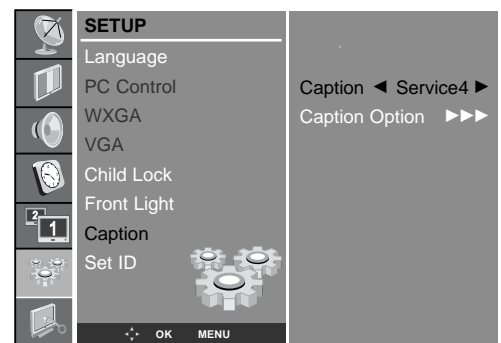 SETUP
Language
PC Control
WXGA
VGA
Child Lock
Front Light
Caption
Set ID
OK MENU
Caption ◄ Service4 ►
Caption Option ►►►
2
1